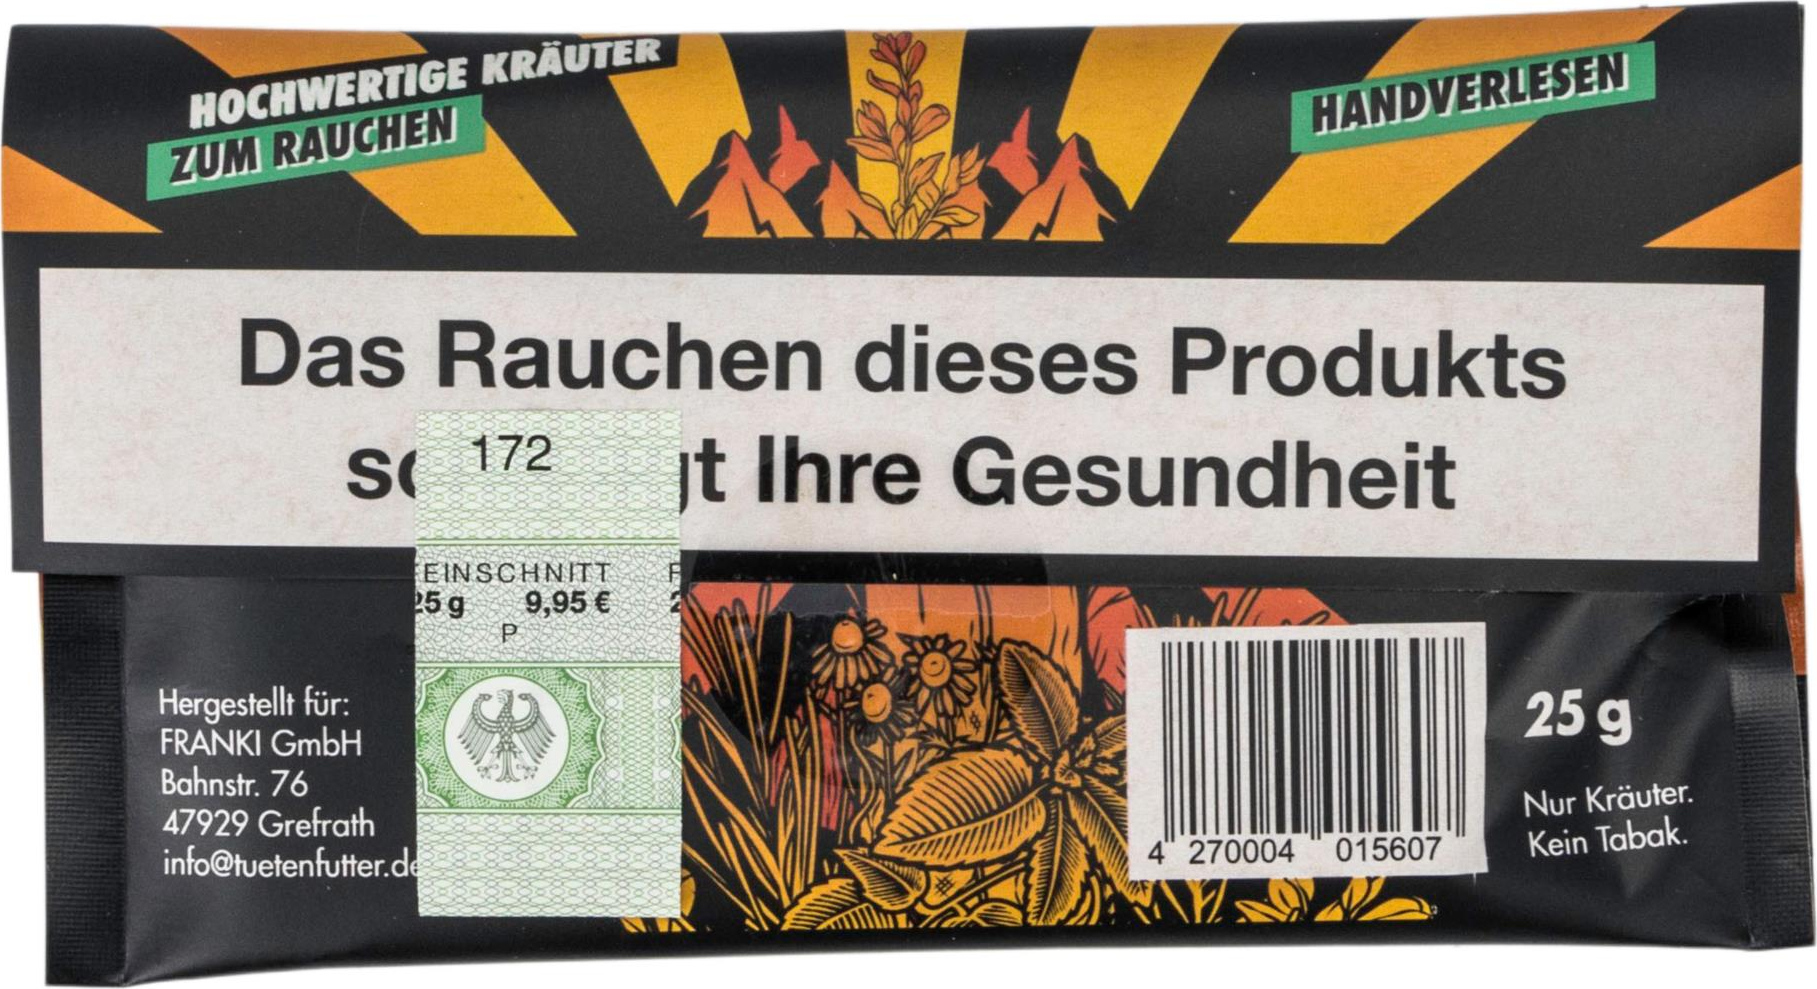 HOCHWERTIGE KRÄUTER
ZUM RAUCHEN
HANDVERLESEN
Das Rauchen dieses Produkts
Ihre Gesundheit
172
EINSCHNITT
25 g 9,95 €
P
Hergestellt für:
FRANKI GmbH
Bahnstr. 76
47929 Grefrath
info@tuetenfutter.de
4 270004 015607
25 g
Nur Kräuter.
Kein Tabak.